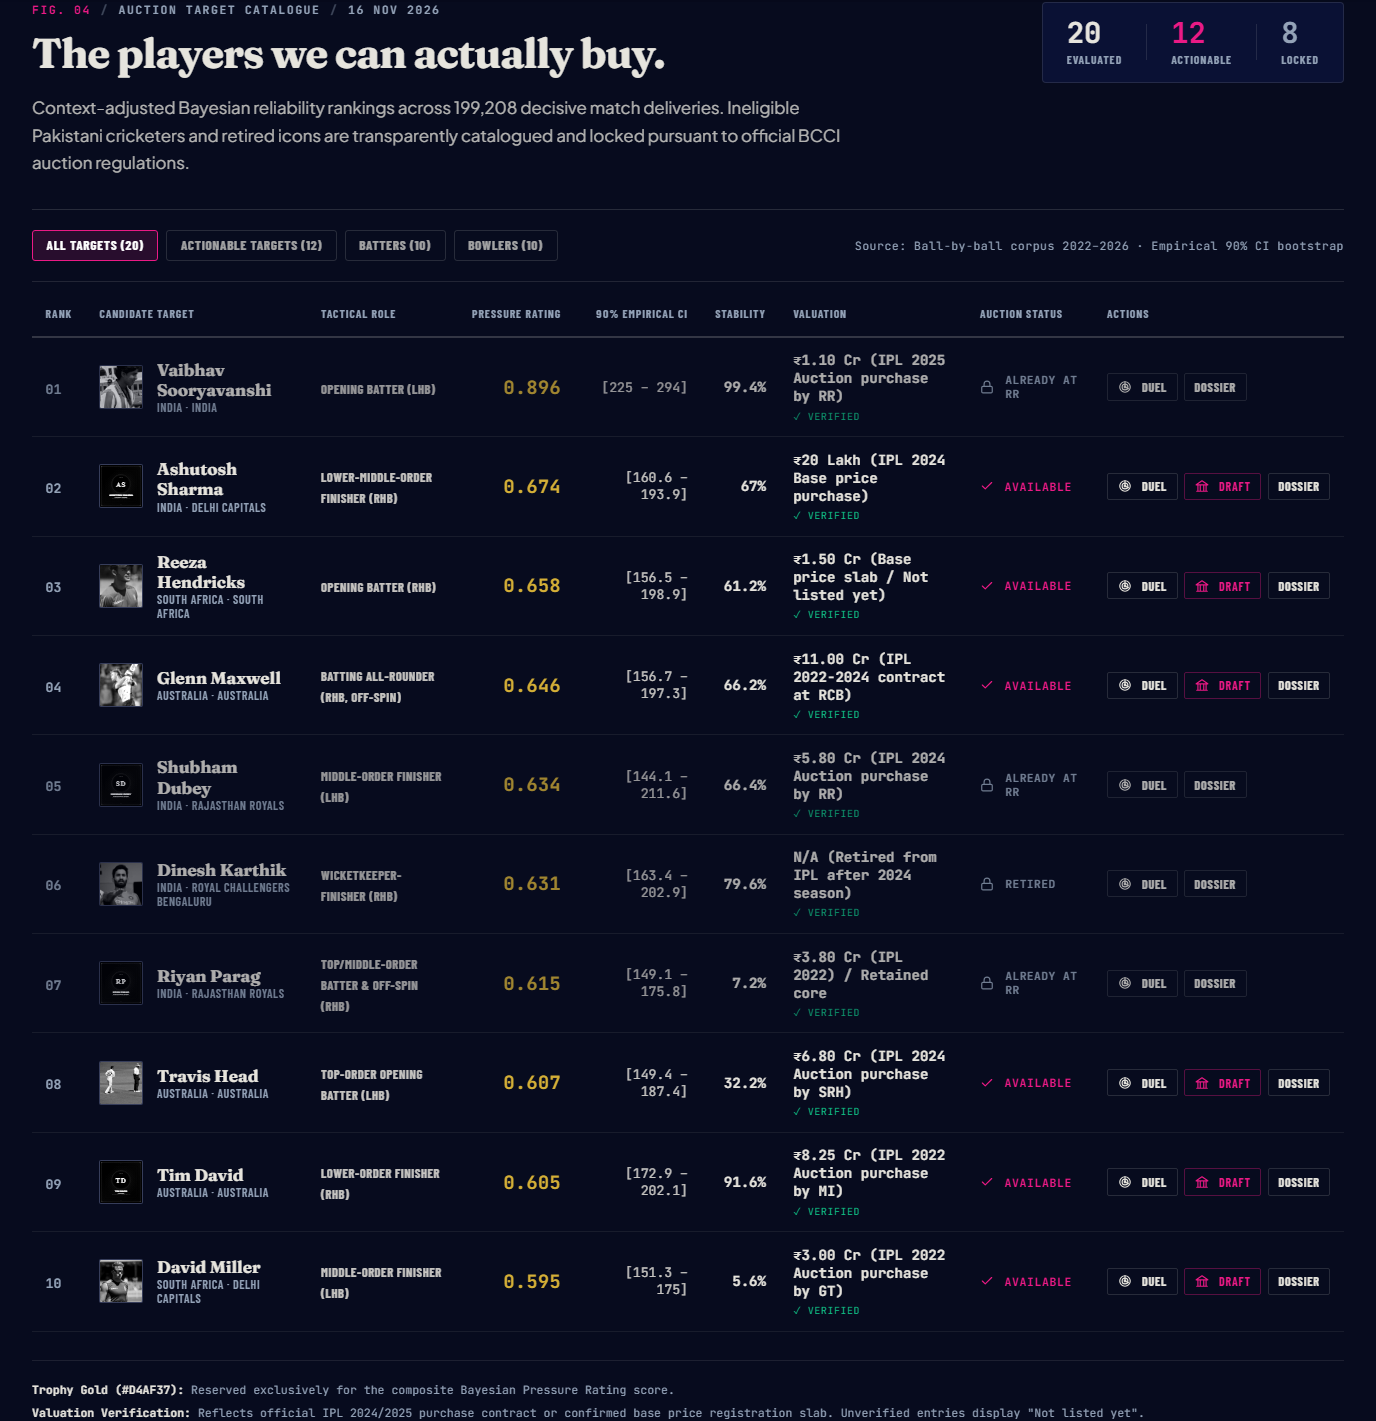 FIG. 04 / AUCTION TARGET CATALOGUE / 16 NOV 2026
The players we can actually buy.
Context-adjusted Bayesian reliability rankings across 199,208 decisive match deliveries. Ineligible
Pakistani cricketers and retired icons are transparently catalogued and locked pursuant to official BCCI
auction regulations.
20
EVALUATED
12
ACTIONABLE
8
LOCKED
ALL TARGETS (20)
ACTIONABLE TARGETS (12)
BATTERS (10)
BOWLERS (10)
Source: Ball-by-ball corpus 2022–2026 · Empirical 90% CI bootstrap
RANK CANDIDATE TARGET TACTICAL ROLE PRESSURE RATING 90% EMPIRICAL CI STABILITY VALUATION AUCTION STATUS ACTIONS
01
Vaibhav
Sooryavanshi
INDIA · INDIA
OPENING BATTER (LHB)
0.896
[225 – 294]
99.4%
₹1.10 Cr (IPL 2025
Auction purchase
by RR)
✓ VERIFIED
ALREADY AT
RR
DUEL
DOSSIER
02
AS
Ashutosh
Sharma
INDIA · DELHI CAPITALS
LOWER-MIDDLE-ORDER
FINISHER (RHB)
0.674
[160.6 –
193.9]
67%
₹20 Lakh (IPL 2024
Base price
purchase)
✓ VERIFIED
AVAILABLE
DUEL
DRAFT
DOSSIER
03
Reeza
Hendricks
SOUTH AFRICA · SOUTH
AFRICA
OPENING BATTER (RHB)
0.658
[156.5 –
198.9]
61.2%
₹1.50 Cr (Base
price slab / Not
listed yet)
✓ VERIFIED
AVAILABLE
DUEL
DRAFT
DOSSIER
04
Glenn Maxwell
AUSTRALIA · AUSTRALIA
BATTING ALL-ROUNDER
(RHB, OFF-SPIN)
0.646
[156.7 –
197.3]
66.2%
₹11.00 Cr (IPL
2022-2024 contract
at RCB)
✓ VERIFIED
AVAILABLE
DUEL
DRAFT
DOSSIER
05
SD
Shubham
Dubey
INDIA · RAJASTHAN ROYALS
MIDDLE-ORDER FINISHER
(LHB)
0.634
[144.1 –
211.6]
66.4%
₹5.80 Cr (IPL 2024
Auction purchase
by RR)
✓ VERIFIED
ALREADY AT
RR
DUEL
DOSSIER
06
Dinesh Karthik
INDIA · ROYAL CHALLENGERS
BENGALURU
WICKETKEEPER-
FINISHER (RHB)
0.631
[163.4 –
202.9]
79.6%
N/A (Retired from
IPL after 2024
season)
✓ VERIFIED
RETIRED
DUEL
DOSSIER
07
RP
Riyan Parag
INDIA · RAJASTHAN ROYALS
TOP/MIDDLE-ORDER
BATTER & OFF-SPIN
(RHB)
0.615
[149.1 –
175.8]
7.2%
₹3.80 Cr (IPL
2022) / Retained
core
✓ VERIFIED
ALREADY AT
RR
DUEL
DOSSIER
08
Travis Head
AUSTRALIA · AUSTRALIA
TOP-ORDER OPENING
BATTER (LHB)
0.607
[149.4 –
187.4]
32.2%
₹6.80 Cr (IPL 2024
Auction purchase
by SRH)
✓ VERIFIED
AVAILABLE
DUEL
DRAFT
DOSSIER
09
TD
Tim David
AUSTRALIA · AUSTRALIA
LOWER-ORDER FINISHER
(RHB)
0.605
[172.9 –
202.1]
91.6%
₹8.25 Cr (IPL 2022
Auction purchase
by MI)
✓ VERIFIED
AVAILABLE
DUEL
DRAFT
DOSSIER
10
David Miller
SOUTH AFRICA · DELHI
CAPITALS
MIDDLE-ORDER FINISHER
(LHB)
0.595
[151.3 –
175]
5.6%
₹3.00 Cr (IPL 2022
Auction purchase
by GT)
✓ VERIFIED
AVAILABLE
DUEL
DRAFT
DOSSIER
Trophy Gold (#D4AF37): Reserved exclusively for the composite Bayesian Pressure Rating score.
Valuation Verification: Reflects official IPL 2024/2025 purchase contract or confirmed base price registration slab. Unverified entries display "Not listed yet".